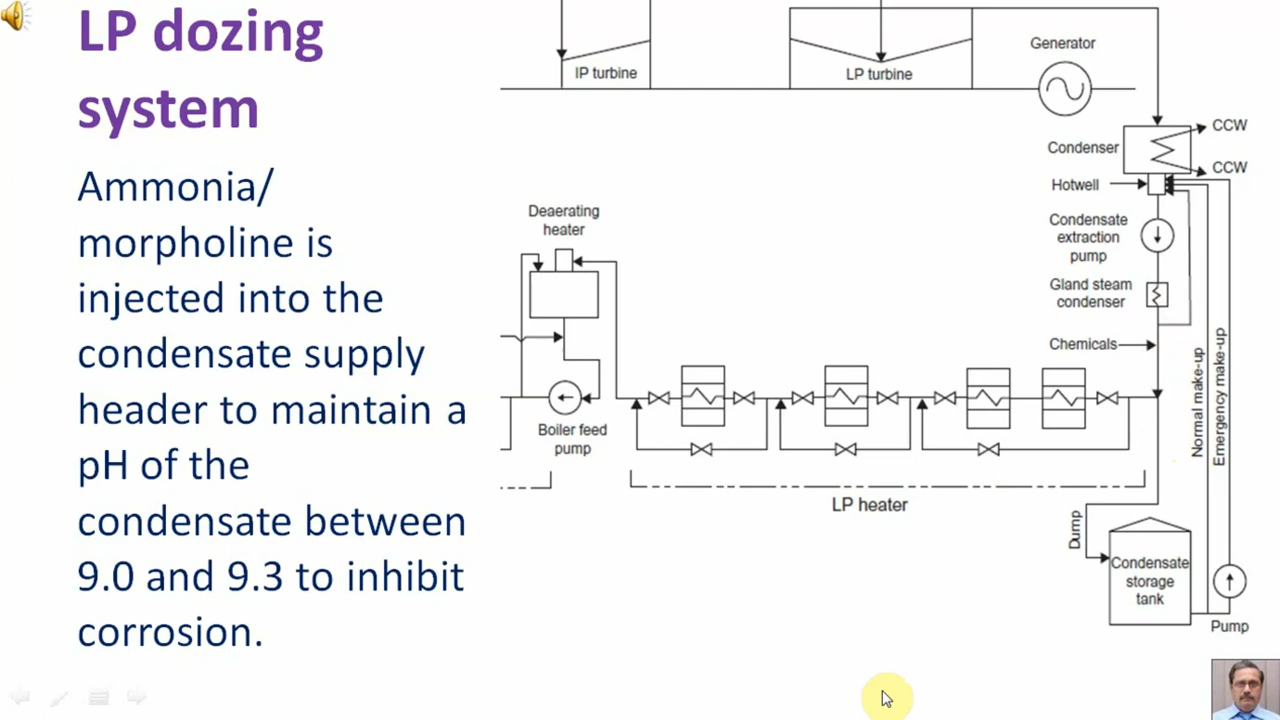 LP dozing
system
Ammonia/
morpholine is
injected into the
condensate supply
header to maintain a
pH of the
condensate between
9.0 and 9.3 to inhibit
corrosion.
IP turbine
LP turbine
Generator
Condenser
CCW
CCW
Hotwell
Condensate
extraction
pump
Gland steam
condenser
Chemicals
Deaerating
heater
Boiler feed
pump
LP heater
Normal make-up
Emergency make-up
Dump
Condensate
storage
tank
Pump